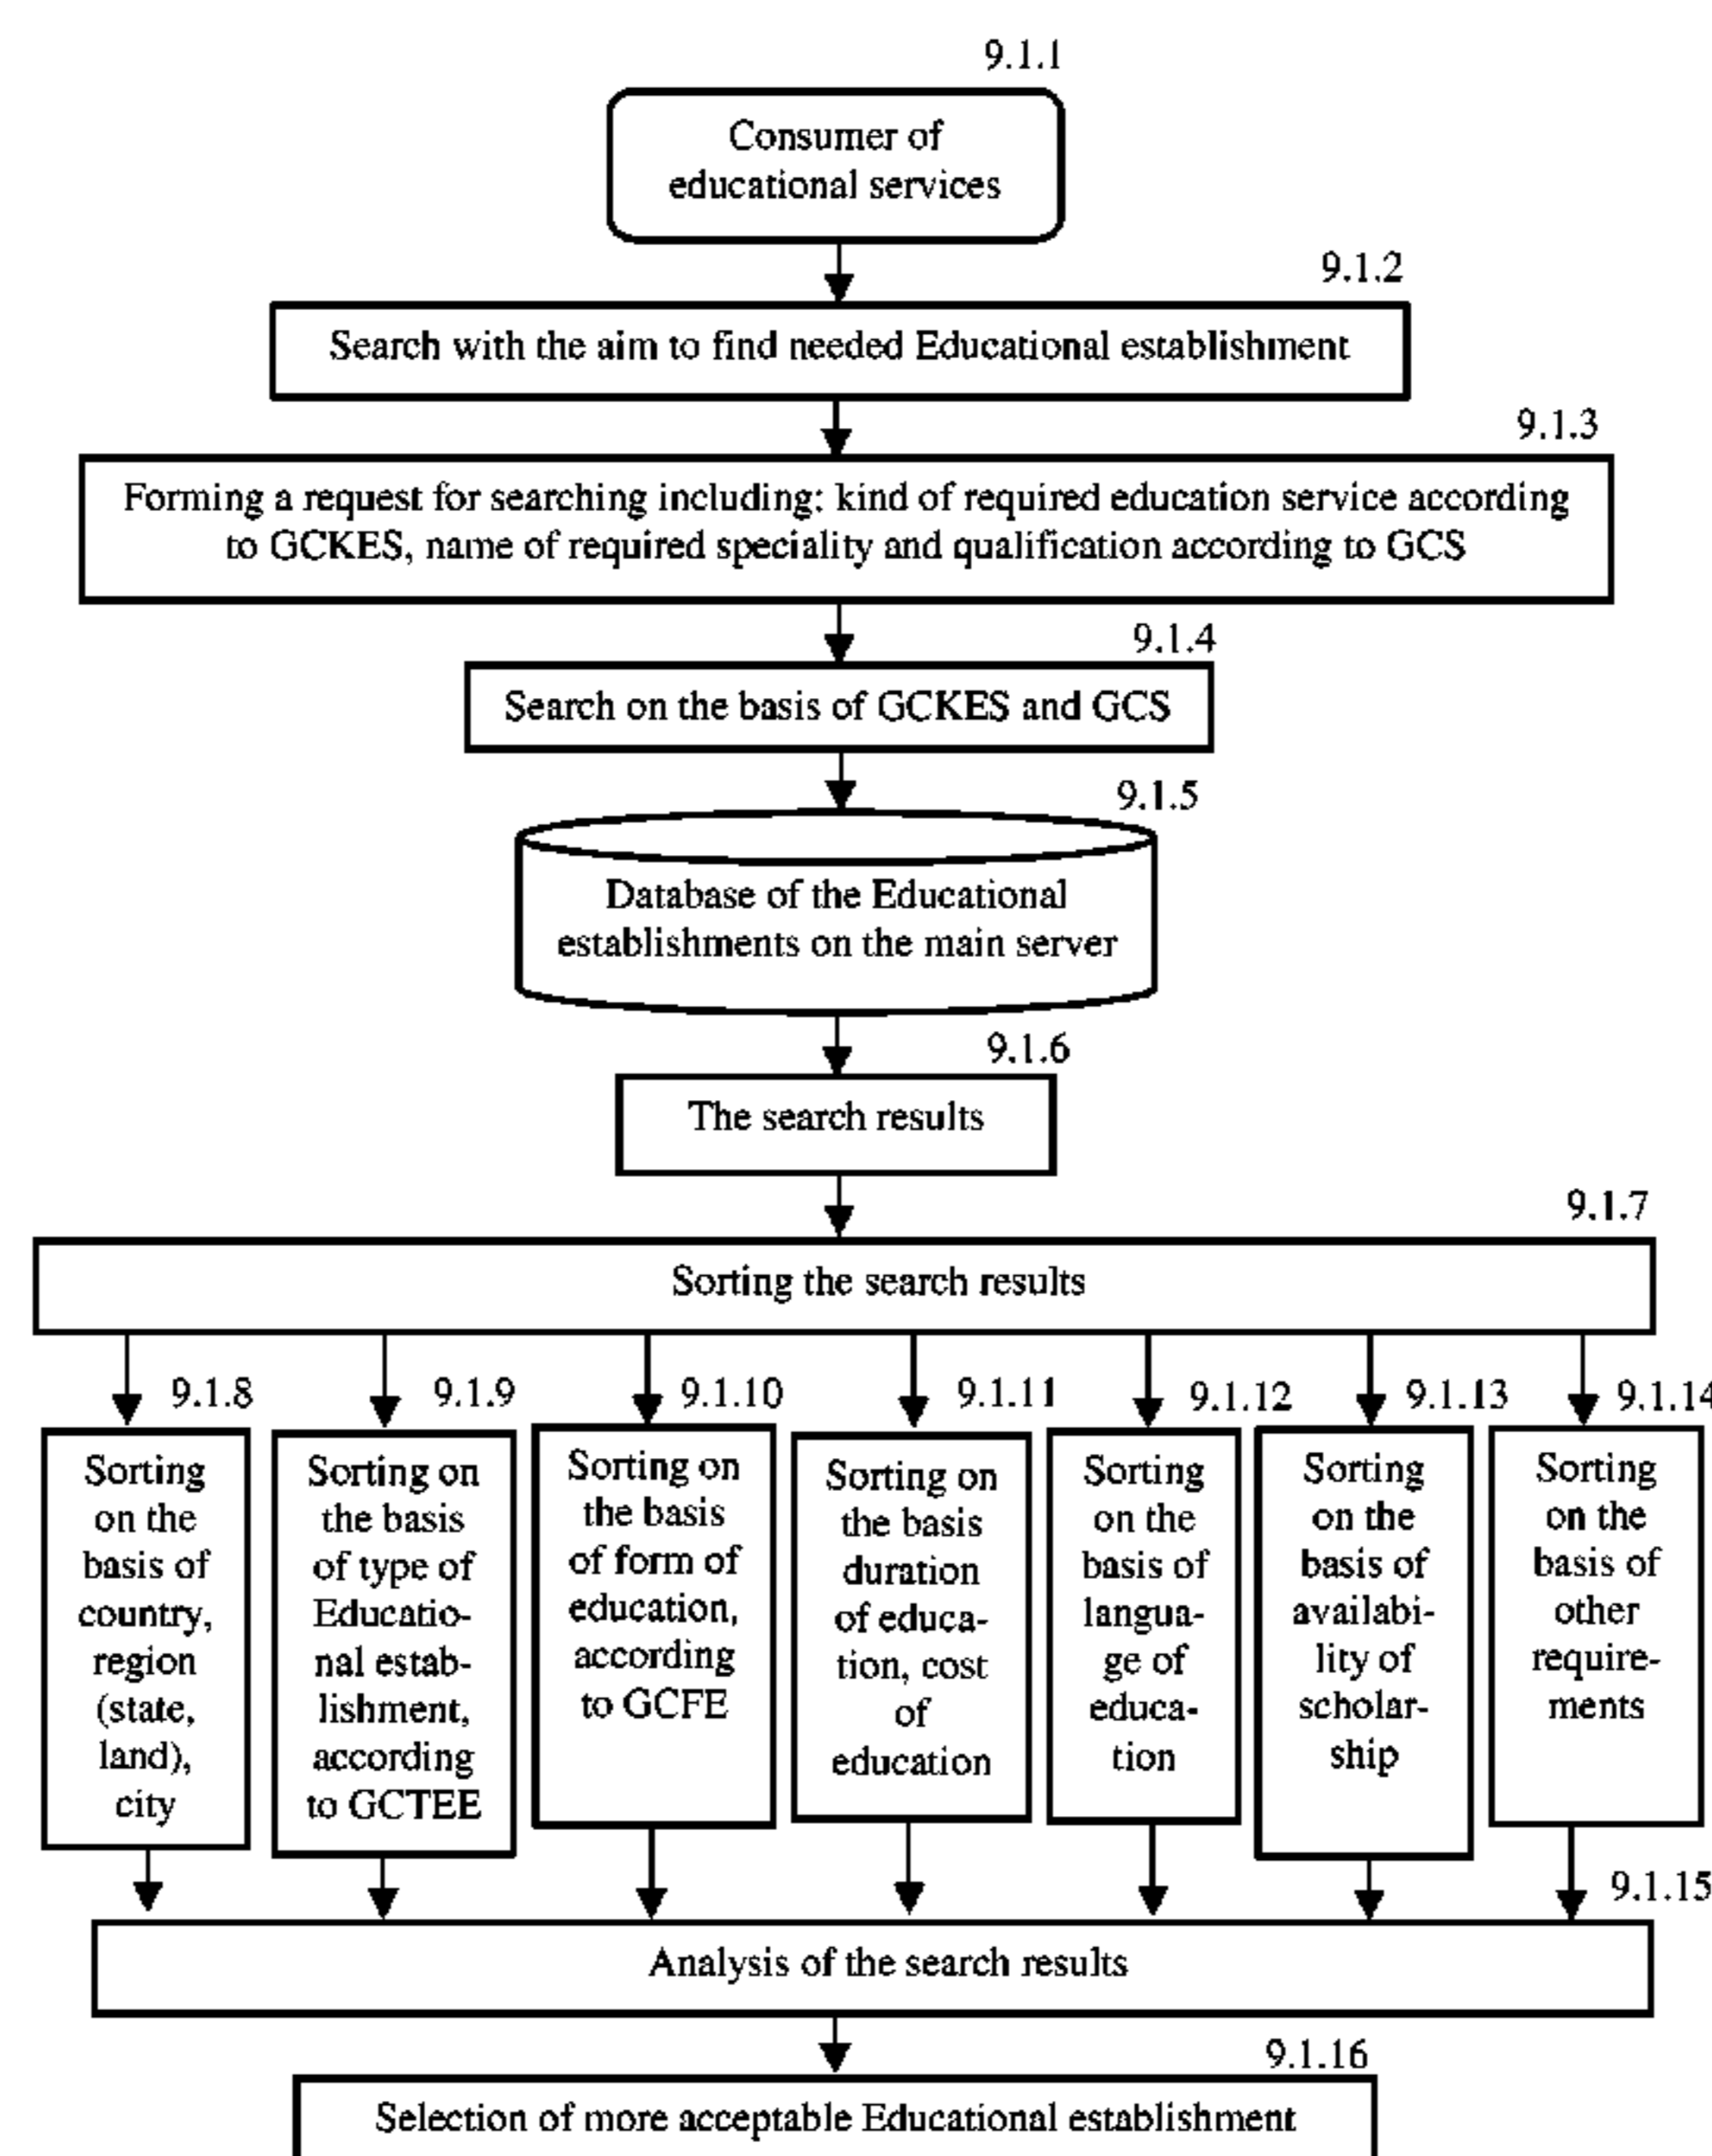 9.1.1
Consumer of
educational services
9.1.2
Search with the aim to find needed Educational establishment
9.1.3
Forming a request for searching including: kind of required education service according
to GCKES, name of required speciality and qualification according to GCS
9.1.4
Search on the basis of GCKES and GCS
9.1.5
Database of the Educational
establishments on the main server
9.1.6
The search results
9.1.7
Sorting the search results
9.1.8
Sorting
on the
basis of
country,
region
(state,
land),
city
9.1.9
Sorting on
the basis
of type of
Educatio-
nal estab-
lishment,
according
to GCTEE
9.1.10
Sorting on
the basis
of form of
education,
according
to GCFE
9.1.11
Sorting on
the basis
duration
of educa-
tion, cost
of
education
9.1.12
Sorting
on the
basis of
langua-
ge of
educa-
tion
9.1.13
Sorting
on the
basis of
availabi-
lity of
scholar-
ship
9.1.14
Sorting
on the
basis of
other
require-
ments
9.1.15
Analysis of the search results
9.1.16
Selection of more acceptable Educational establishment